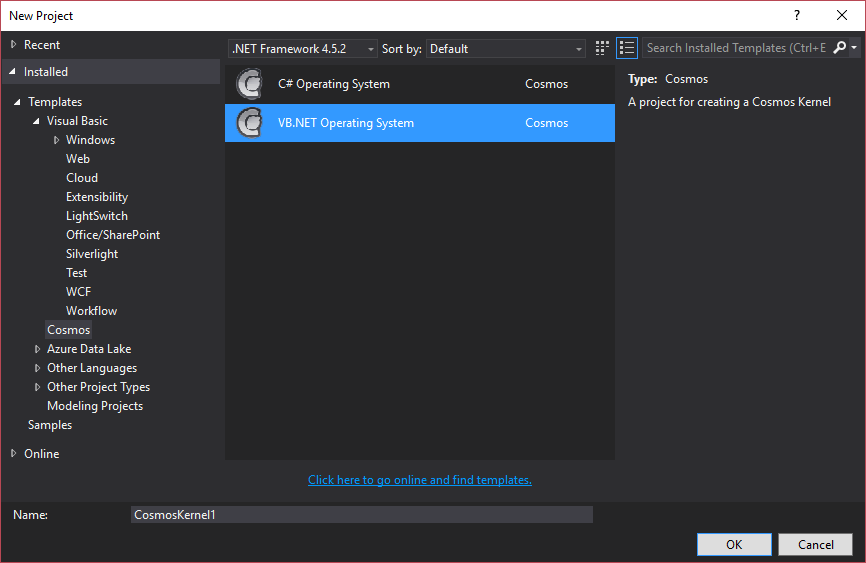 New Project
?
Recent
.NET Framework 4.5.2
Sort by:
Default
Search Installed Templates (Ctrl+E
Installed
Templates
Visual Basic
Windows
Web
Cloud
Extensibility
LightSwitch
Office/SharePoint
Silverlight
Test
WCF
Workflow
Cosmos
Azure Data Lake
Other Languages
Other Project Types
Modeling Projects
Samples
Online
C# Operating System Cosmos
VB.NET Operating System Cosmos
Type: Cosmos
A project for creating a Cosmos Kernel
Click here to go online and find templates.
Name: CosmosKernel1
OK Cancel